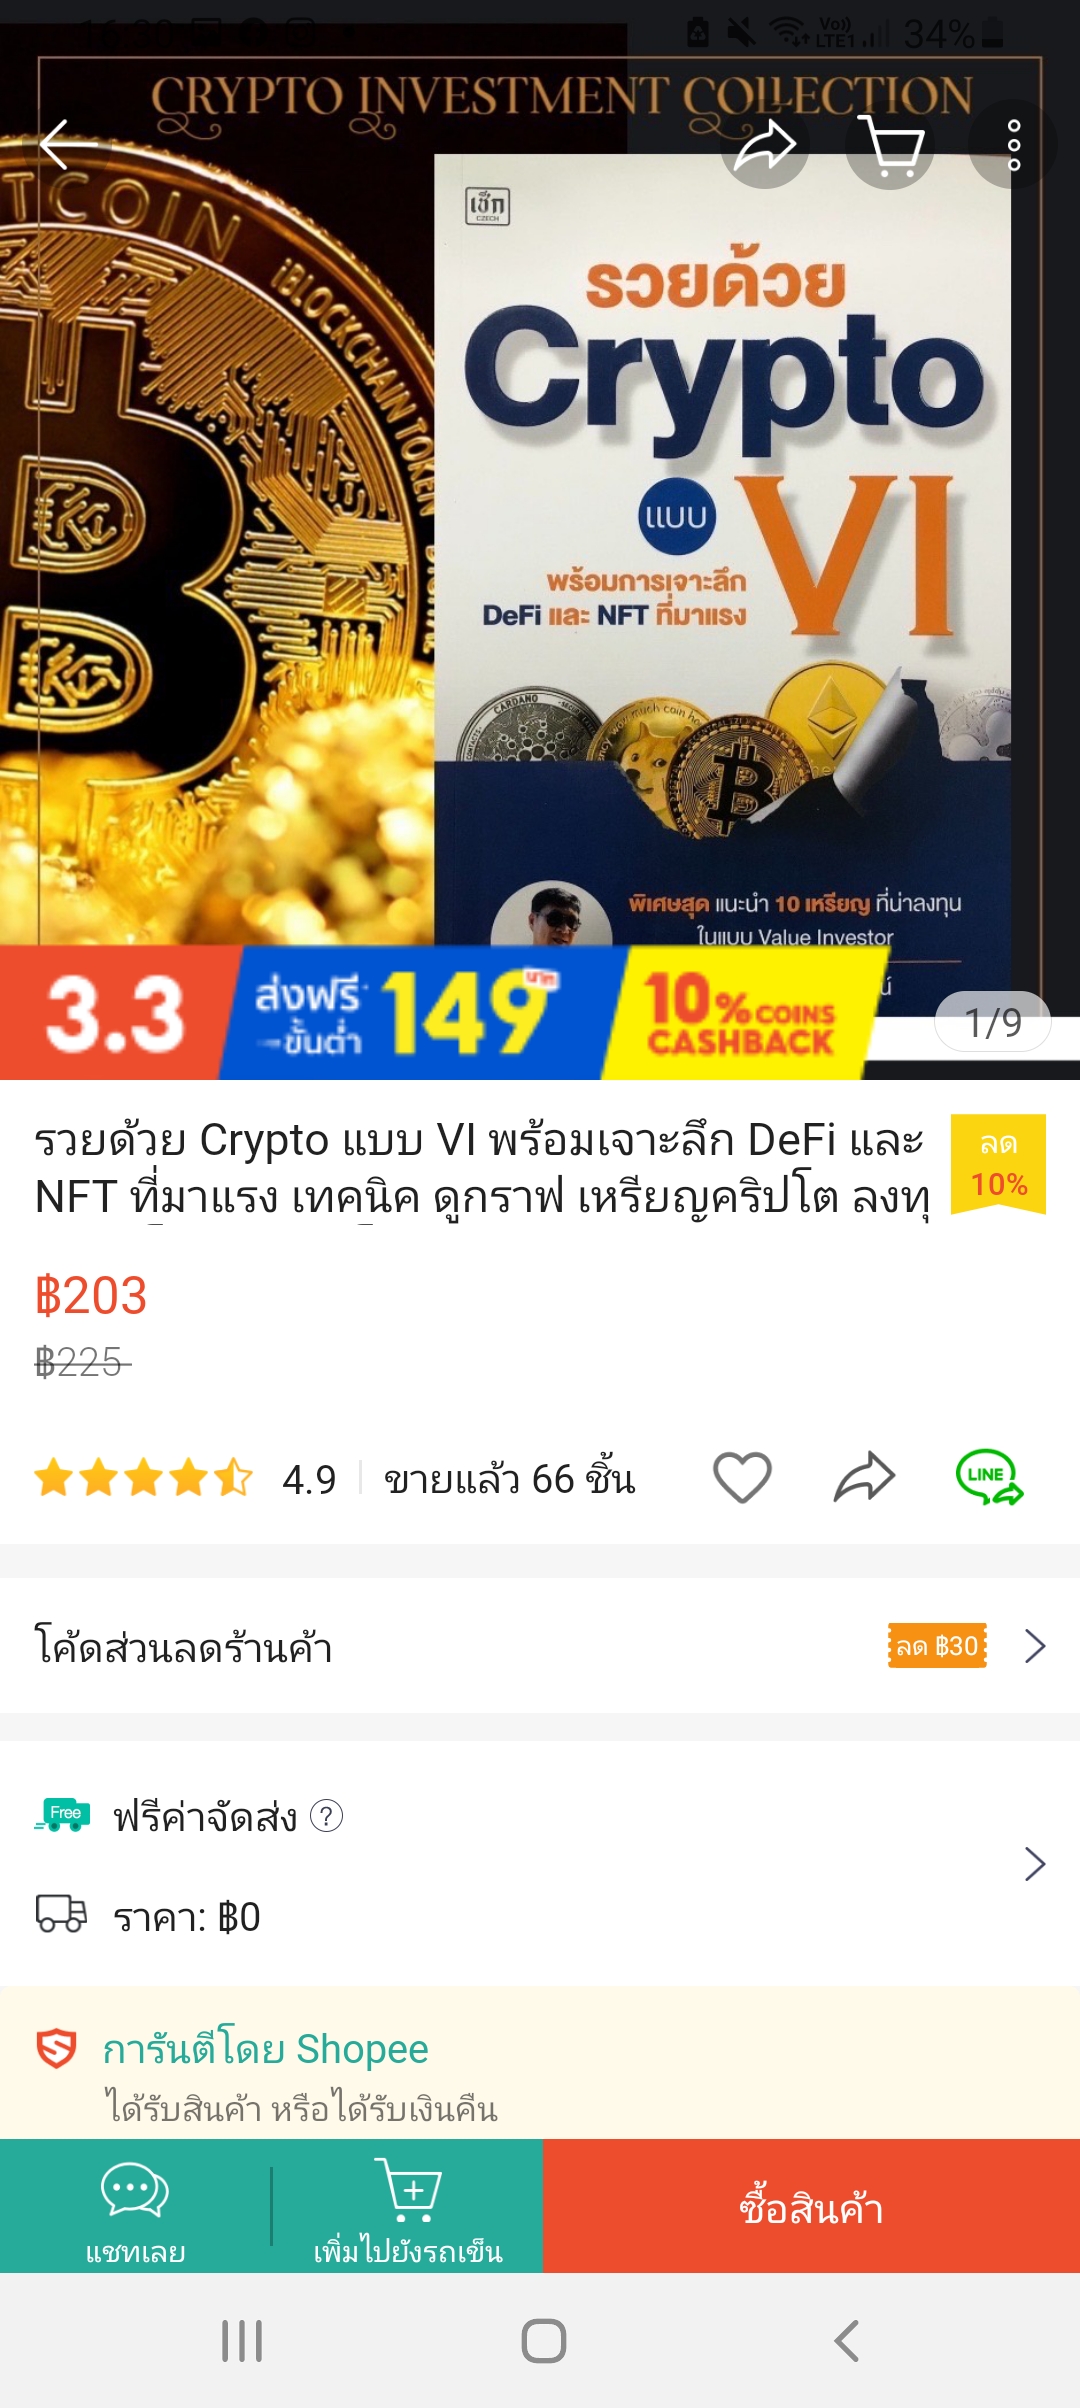 34%
Vo))
LTE1
CRYPTO INVESTMENT COLLECTION
TCOIN
BLOCKCHAIN TOKEN
เช็ก
CZECH
รวยด้วย
Crypto
แบบ
VI
พร้อมการเจาะลึก
DeFi และ NFT ที่มาแรง
CARDANO
much coin
พิเศษสุด แนะนำ 10 เหรียญ ที่น่าลงทุน
ในแบบ Value Investor
3.3
ส่งฟรี
ขั้นต่ำ
149
บาท
10% COINS
CASHBACK
1/9
รวยด้วย Crypto แบบ VI พร้อมเจาะลึก DeFi และ
NFT ที่มาแรง เทคนิค ดูกราฟ เหรียญคริปโต ลงทุ
ลด
10%
฿203
฿225
4.9
ขายแล้ว 66 ชิ้น
LINE
โค้ดส่วนลดร้านค้า
ลด ฿30
Free
ฟรีค่าจัดส่ง ?
ราคา: ฿0
การันตีโดย Shopee
ได้รับสินค้า หรือได้รับเงินคืน
แชทเลย
เพิ่มไปยังรถเข็น
ซื้อสินค้า